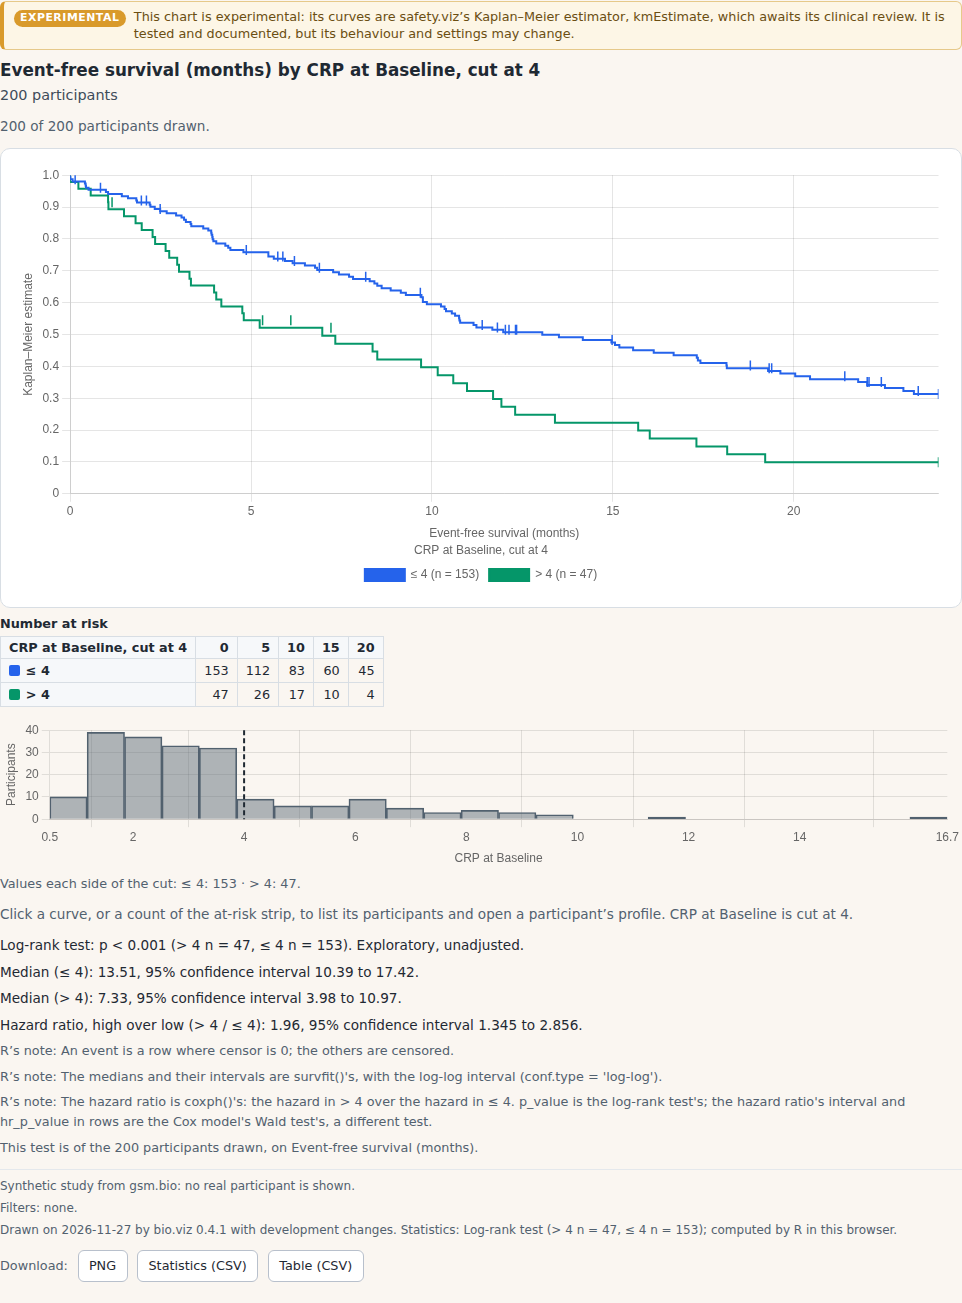 EXPERIMENTAL This chart is experimental: its curves are safety.viz’s Kaplan–Meier estimator, kmEstimate, which awaits its clinical review. It is
tested and documented, but its behaviour and settings may change.
Event-free survival (months) by CRP at Baseline, cut at 4
200 participants
200 of 200 participants drawn.
Kaplan–Meier estimate
1.0
0.9
0.8
0.7
0.6
0.5
0.4
0.3
0.2
0.1
0
0 5 10 15 20
Event-free survival (months)
CRP at Baseline, cut at 4
≤ 4 (n = 153) > 4 (n = 47)
Number at risk
CRP at Baseline, cut at 4 0 5 10 15 20
≤ 4 153 112 83 60 45
> 4 47 26 17 10 4
Participants
40
30
20
10
0
0.5 2 4 6 8 10 12 14 16.7
CRP at Baseline
Values each side of the cut: ≤ 4: 153 · > 4: 47.
Click a curve, or a count of the at-risk strip, to list its participants and open a participant’s profile. CRP at Baseline is cut at 4.
Log-rank test: p < 0.001 (> 4 n = 47, ≤ 4 n = 153). Exploratory, unadjusted.
Median (≤ 4): 13.51, 95% confidence interval 10.39 to 17.42.
Median (> 4): 7.33, 95% confidence interval 3.98 to 10.97.
Hazard ratio, high over low (> 4 / ≤ 4): 1.96, 95% confidence interval 1.345 to 2.856.
R’s note: An event is a row where censor is 0; the others are censored.
R’s note: The medians and their intervals are survfit()'s, with the log-log interval (conf.type = 'log-log').
R’s note: The hazard ratio is coxph()'s: the hazard in > 4 over the hazard in ≤ 4. p_value is the log-rank test's; the hazard ratio's interval and
hr_p_value in rows are the Cox model's Wald test's, a different test.
This test is of the 200 participants drawn, on Event-free survival (months).
Synthetic study from gsm.bio: no real participant is shown.
Filters: none.
Drawn on 2026-11-27 by bio.viz 0.4.1 with development changes. Statistics: Log-rank test (> 4 n = 47, ≤ 4 n = 153); computed by R in this browser.
Download: PNG Statistics (CSV) Table (CSV)